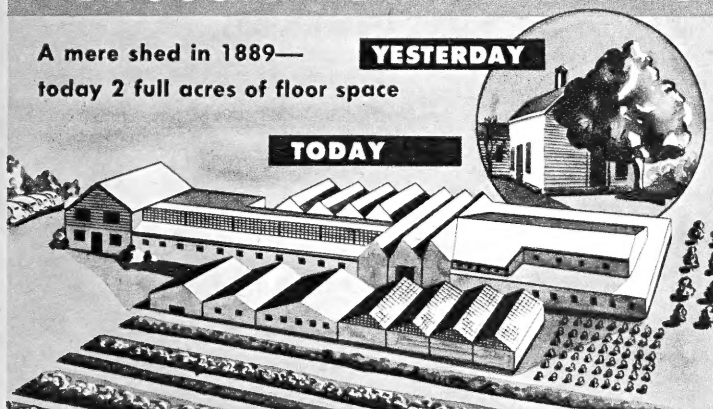 A mere shed in 1889—
today 2 full acres of floor space
YESTERDAY
TODAY